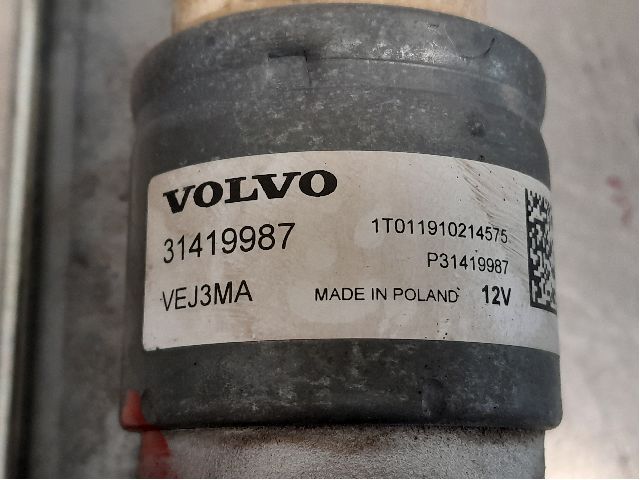 VOLVO
31419987
1T011910214575
P31419987
VEJ3MA
MADE IN POLAND 12V